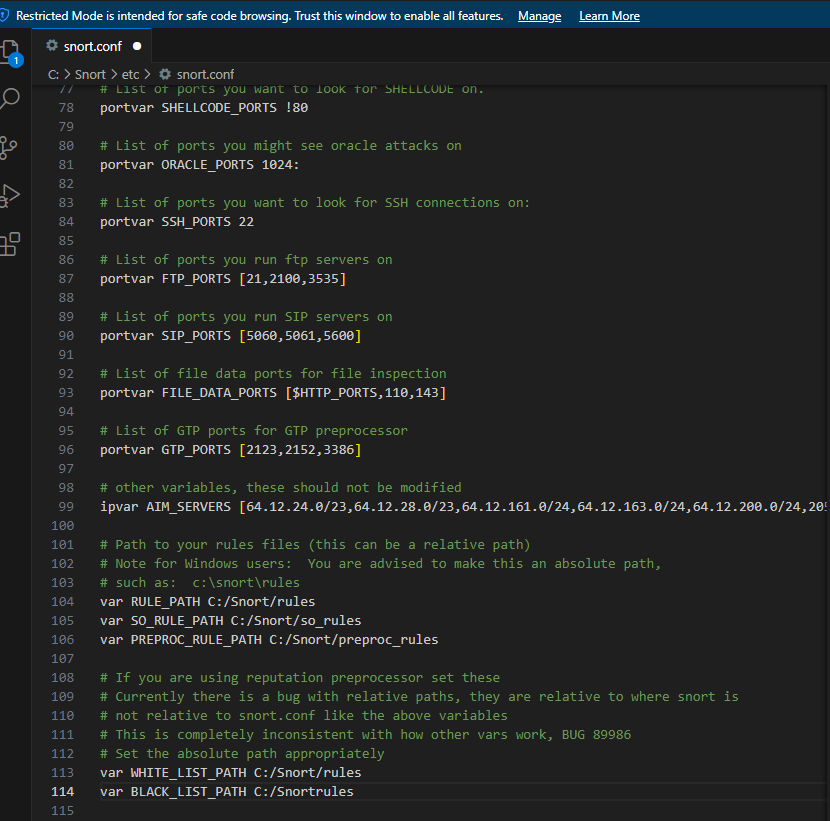 Restricted Mode is intended for safe code browsing. Trust this window to enable all features. Manage Learn More
snort.conf
1
C: > Snort > etc > snort.conf
77 # List of ports you want to look for SHELLCODE on.
78 portvar SHELLCODE_PORTS !80
79
80 # List of ports you might see oracle attacks on
81 portvar ORACLE_PORTS 1024:
82
83 # List of ports you want to look for SSH connections on:
84 portvar SSH_PORTS 22
85
86 # List of ports you run ftp servers on
87 portvar FTP_PORTS [21,2100,3535]
88
89 # List of ports you run SIP servers on
90 portvar SIP_PORTS [5060,5061,5600]
91
92 # List of file data ports for file inspection
93 portvar FILE_DATA_PORTS [$HTTP_PORTS,110,143]
94
95 # List of GTP ports for GTP preprocessor
96 portvar GTP_PORTS [2123,2152,3386]
97
98 # other variables, these should not be modified
99 ipvar AIM_SERVERS [64.12.24.0/23,64.12.28.0/23,64.12.161.0/24,64.12.163.0/24,64.12.200.0/24,205
100
101 # Path to your rules files (this can be a relative path)
102 # Note for Windows users:  You are advised to make this an absolute path,
103 # such as:  c:\snort\rules
104 var RULE_PATH C:/Snort/rules
105 var SO_RULE_PATH C:/Snort/so_rules
106 var PREPROC_RULE_PATH C:/Snort/preproc_rules
107
108 # If you are using reputation preprocessor set these
109 # Currently there is a bug with relative paths, they are relative to where snort is
110 # not relative to snort.conf like the above variables
111 # This is completely inconsistent with how other vars work, BUG 89986
112 # Set the absolute path appropriately
113 var WHITE_LIST_PATH C:/Snort/rules
114 var BLACK_LIST_PATH C:/Snortrules
115